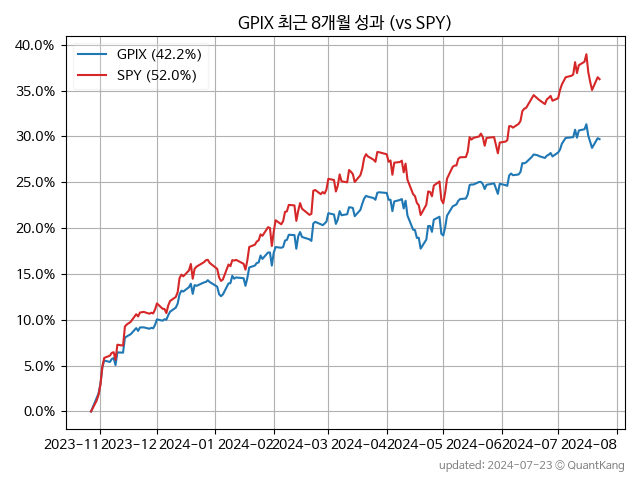 GPIX 최근 8개월 성과 (vs SPY)
40.0%
35.0%
30.0%
25.0%
20.0%
15.0%
10.0%
5.0%
0.0%
GPIX (42.2%)
SPY (52.0%)
2023-11 2023-12 2024-01 2024-02 2024-03 2024-04 2024-05 2024-06 2024-07 2024-08
updated: 2024-07-23 © QuantKang